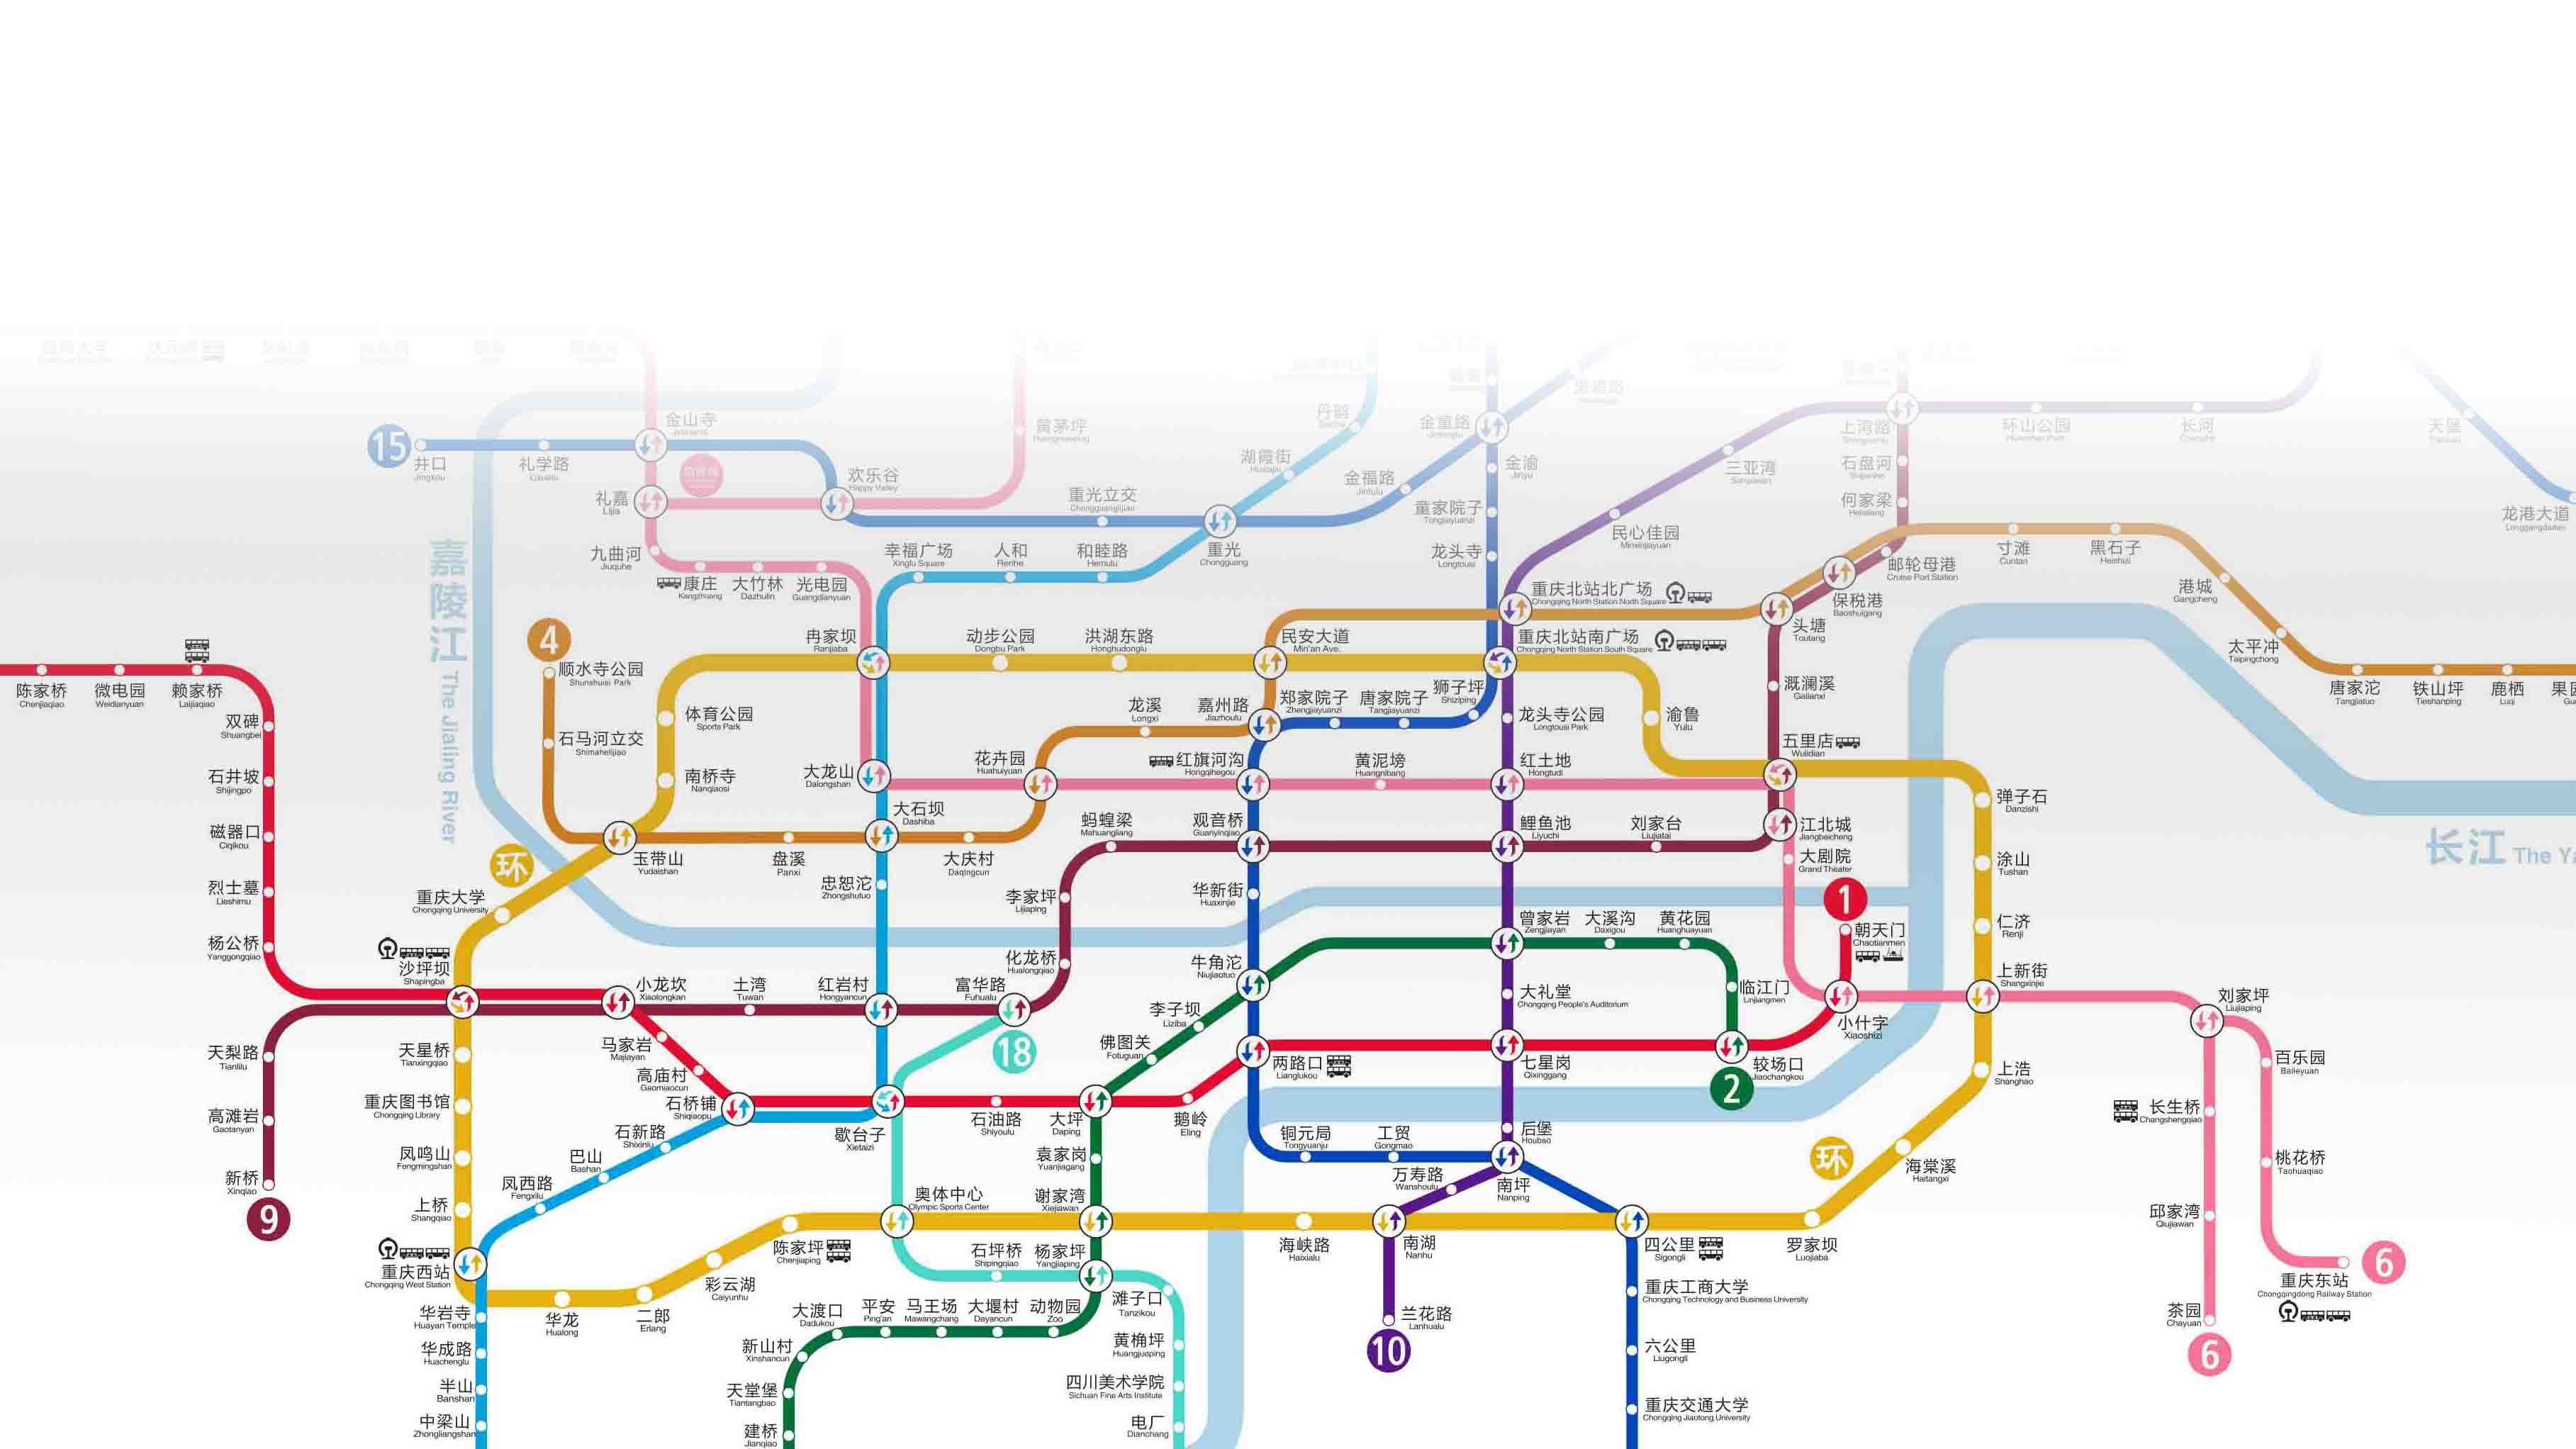 金山寺
15
井口
Jingkou
礼学路
Lixuelu
黄茅坪
Huangmaoping
丹鹤
金童路
Jintonglu
上湾路
环山公园
Huanshan Park
长河
Changhe
天堡
欢乐谷
Happy Valley
礼嘉
Lijia
重光立交
Chongguanglijiao
湖霞街
Huxiajie
金福路
Jinfulu
金渝
Jinyu
三亚湾
Sanyawan
石盘河
Shipanhe
何家梁
Hejialiang
童家院子
Tongjiayuanzi
龙港大道
Longgangdadao
民心佳园
Minxinjiayuan
嘉陵江 The Jialing River
九曲河
Jiuquhe
康庄
Kangzhuang
大竹林
Dazhulin
光电园
Guangdianyuan
幸福广场
Xingfu Square
人和
Renhe
和睦路
Hemulu
重光
Chongguang
龙头寺
Longtousi
寸滩
Cuntan
黑石子
Heishizi
邮轮母港
Cruise Port Station
保税港
Baoshuigang
港城
Gangcheng
重庆北站北广场
Chongqing North Station North Square
头塘
Toutang
4
顺水寺公园
Shunshuisi Park
冉家坝
Ranjiaba
动步公园
Dongbu Park
洪湖东路
Honghudonglu
民安大道
Min'an Ave.
重庆北站南广场
Chongqing North Station South Square
太平冲
Taipingchong
陈家桥
Chenjiaqiao
微电园
Weidianyuan
赖家桥
Laijiaqiao
双碑
Shuangbei
体育公园
Sports Park
石马河立交
Shimahelijiao
龙溪
Longxi
嘉州路
Jiazhoulu
郑家院子
Zhengjiayuanzi
唐家院子
Tangjiayuanzi
狮子坪
Shiziping
龙头寺公园
Longtousi Park
渝鲁
Yulu
溉澜溪
Gailanxi
唐家沱
Tangjiatuo
铁山坪
Tieshanping
鹿栖
Luqi
石井坡
Shijingpo
南桥寺
Nanqiaosi
大龙山
Dalongshan
花卉园
Huahuiyuan
红旗河沟
Hongqihegou
黄泥塝
Huangnibang
红土地
Hongtudi
五里店
Wulidian
弹子石
Danzishi
磁器口
Ciqikou
玉带山
Yudaishan
盘溪
Panxi
大石坝
Dashiba
大庆村
Daqingcun
蚂蝗梁
Mahuangliang
观音桥
Guanyinqiao
鲤鱼池
Liyuchi
刘家台
Liujiatai
江北城
Jiangbeicheng
大剧院
Grand Theater
涂山
Tushan
长江
环
烈士墓
Lieshimu
重庆大学
Chongqing University
忠恕沱
Zhongshutuo
李家坪
Lijiaping
华新街
Huaxinjie
1
朝天门
Chaotianmen
仁济
Renji
杨公桥
Yanggongqiao
沙坪坝
Shapingba
化龙桥
Hualongqiao
牛角沱
Niujiaotuo
曾家岩
Zengjiayan
大溪沟
Daxigou
黄花园
Huanghuayuan
临江门
Linjiangmen
上新街
Shangxinjie
小龙坎
Xiaolongkan
土湾
Tuwan
红岩村
Hongyancun
富华路
Fuhualu
18
李子坝
Liziba
佛图关
Fotuguan
大礼堂
Chongqing People's Auditorium
小什字
Xiaoshizi
刘家坪
Liujiaping
天梨路
Tianlilu
天星桥
Tianxingqiao
马家岩
Majiayan
高庙村
Gaomiaocun
石桥铺
Shiqiaopu
两路口
Lianglukou
七星岗
Qixinggang
较场口
Jiaochangkou
2
上浩
Shanghao
百乐园
Baileyuan
高滩岩
Gaotanyan
重庆图书馆
Chongqing Library
歇台子
Xietaizi
石油路
Shiyoulu
大坪
Daping
鹅岭
Eling
长生桥
Changshengqiao
石新路
Shixinlu
巴山
Bashan
凤西路
Fengxilu
凤鸣山
Fengmingshan
袁家岗
Yuanjiagang
铜元局
Tongyuanju
工贸
Gongmao
后堡
Houbao
万寿路
Wanshoulu
南坪
Nanping
环
海棠溪
Haitangxi
桃花桥
Taohuaqiao
新桥
Xinqiao
9
上桥
Shangqiao
奥体中心
Olympic Sports Center
谢家湾
Xiejiawan
邱家湾
Qiujiawan
重庆西站
Chongqing West Station
陈家坪
Chenjiaping
石坪桥
Shipingqiao
杨家坪
Yangjiaping
海峡路
Haixialu
南湖
Nanhu
四公里
Sigongli
罗家坝
Luojiaba
重庆东站
Chongqingdong Railway Station
6
彩云湖
Caiyunhu
二郎
Erlang
华龙
Hualong
滩子口
Tanzikou
重庆工商大学
Chongqing Technology and Business University
华岩寺
Huayan Temple
大渡口
Dadukou
平安
Ping'an
马王场
Mawangchang
大堰村
Dayancun
动物园
Zoo
兰花路
Lanhualu
10
茶园
Chayuan
6
华成路
Huachenglu
新山村
Xinshancun
黄桷坪
Huangjueping
六公里
Liugongli
半山
Banshan
天堂堡
Tiantangbao
四川美术学院
Sichuan Fine Arts Institute
重庆交通大学
Chongqing Jiaotong University
中梁山
Zhongliangshan
建桥
Jianqiao
电厂
Dianchang